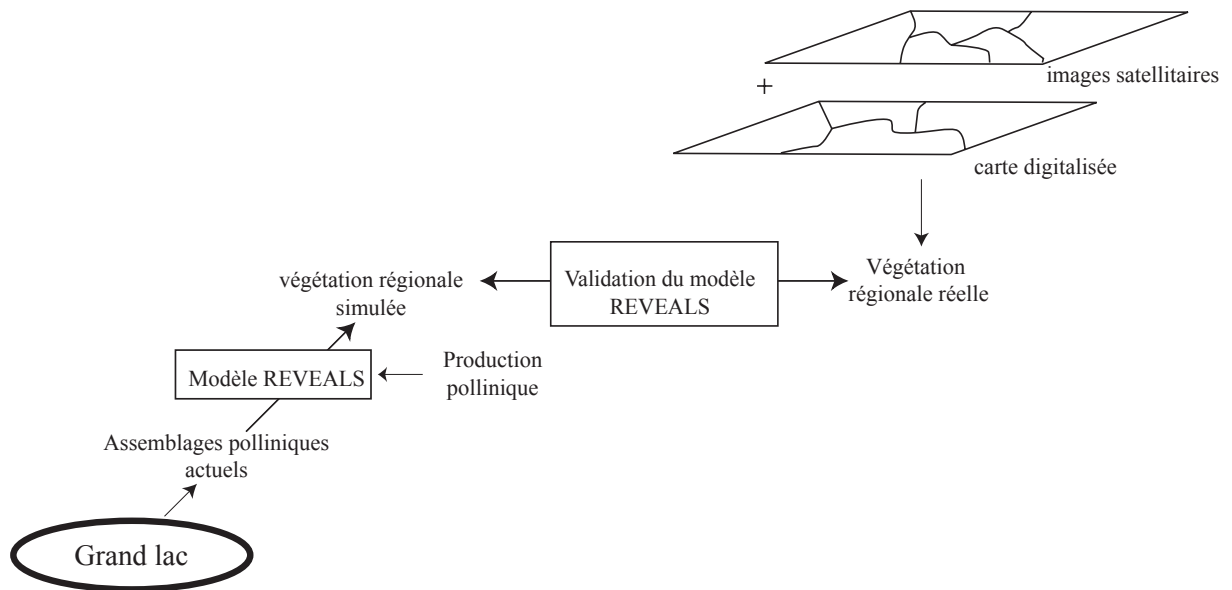 images satellitaires
+
carte digitalisée
végétation régionale
simulée
Validation du modèle
REVEALS
Végétation
régionale réelle
Modèle REVEALS
Production
pollinique
Assemblages polliniques
actuels
Grand lac